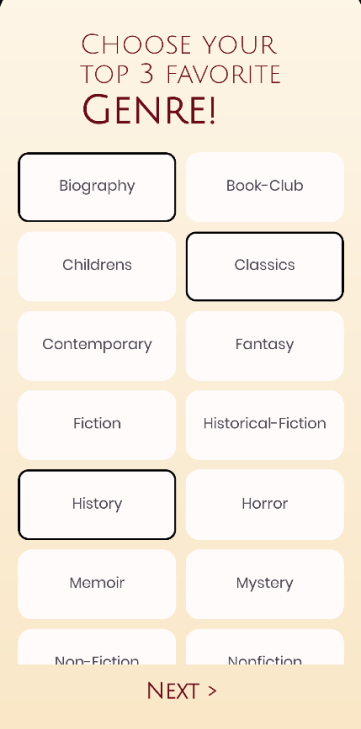 Choose your
top 3 favorite
Genre!
Biography
Book-Club
Childrens
Classics
Contemporary
Fantasy
Fiction
Historical-Fiction
History
Horror
Memoir
Mystery
Non-Fiction
Nonfiction
Next >